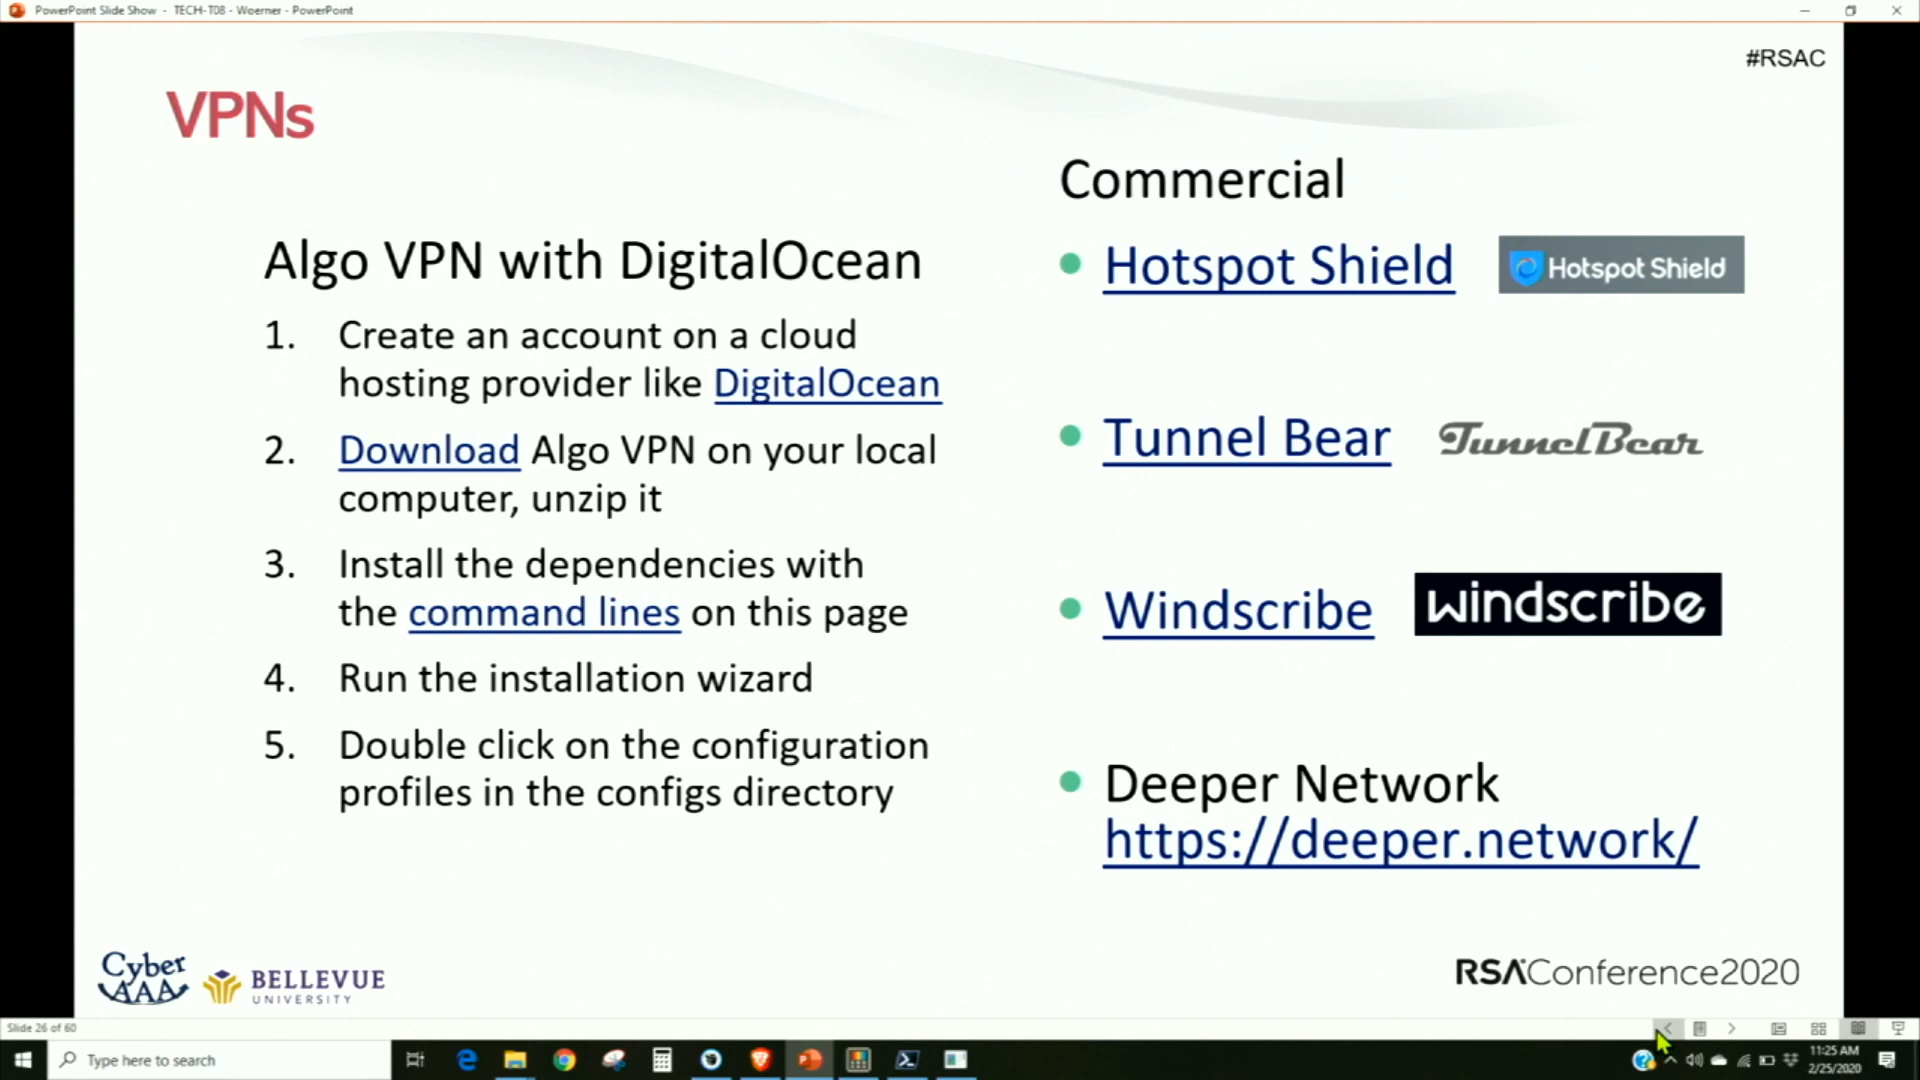 PowerPoint Slide Show - TECH-T08 - Woerner - PowerPoint
#RSAC
VPNs
Algo VPN with DigitalOcean
1. Create an account on a cloud
hosting provider like DigitalOcean
2. Download Algo VPN on your local
computer, unzip it
3. Install the dependencies with
the command lines on this page
4. Run the installation wizard
5. Double click on the configuration
profiles in the configs directory
Commercial
• Hotspot Shield
Hotspot Shield
• Tunnel Bear
TunnelBear
• Windscribe
windscribe
• Deeper Network
https://deeper.network/
Cyber
AAA
BELLEVUE
UNIVERSITY
RSAConference2020
Slide 26 of 60
Type here to search
11:25 AM
2/25/2020